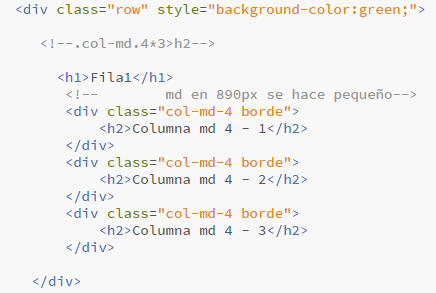 <div class="row" style="background-color:green;">
<!--.col-md.4*3>h2-->
<h1>Fila1</h1>
<!-- md en 890px se hace pequeño-->
<div class="col-md-4 borde">
<h2>Columna md 4 - 1</h2>
</div>
<div class="col-md-4 borde">
<h2>Columna md 4 - 2</h2>
</div>
<div class="col-md-4 borde">
<h2>Columna md 4 - 3</h2>
</div>
</div>